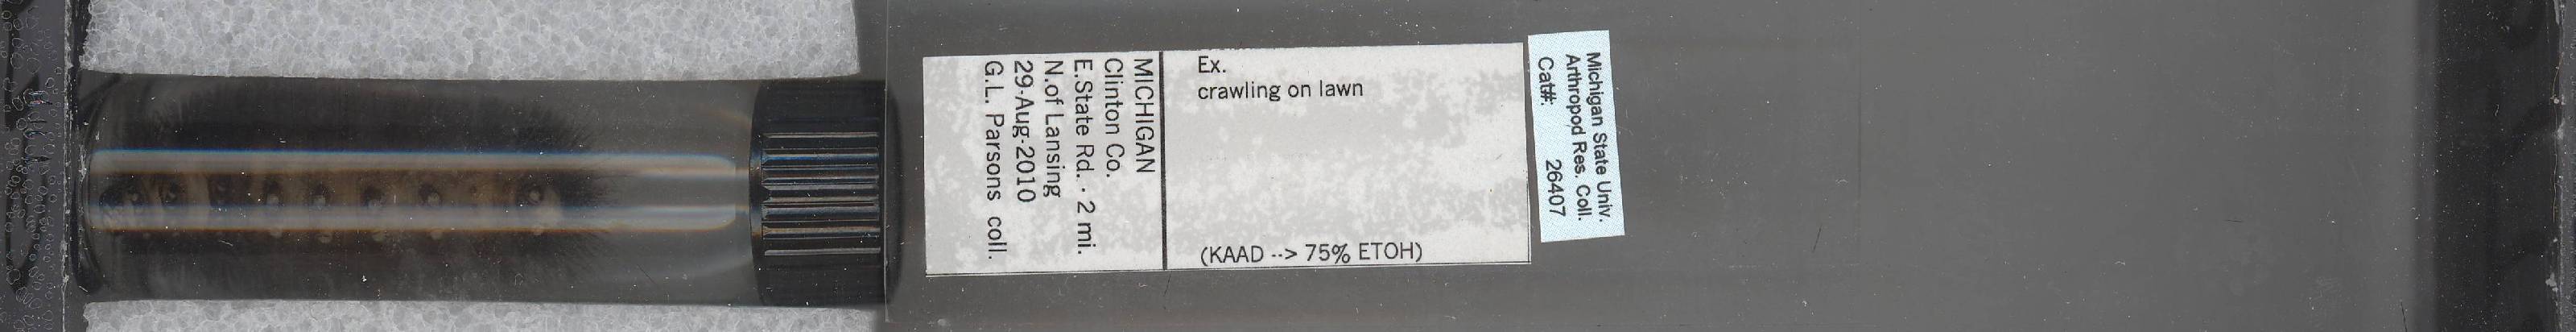 MICHIGAN
Clinton Co.
E.State Rd. · 2 mi.
N.of Lansing
29-Aug-2010
G.L. Parsons coll.
Ex.
crawling on lawn
(KAAD --> 75% ETOH)
Michigan State Univ.
Arthropod Res. Coll.
Cat#: 26407